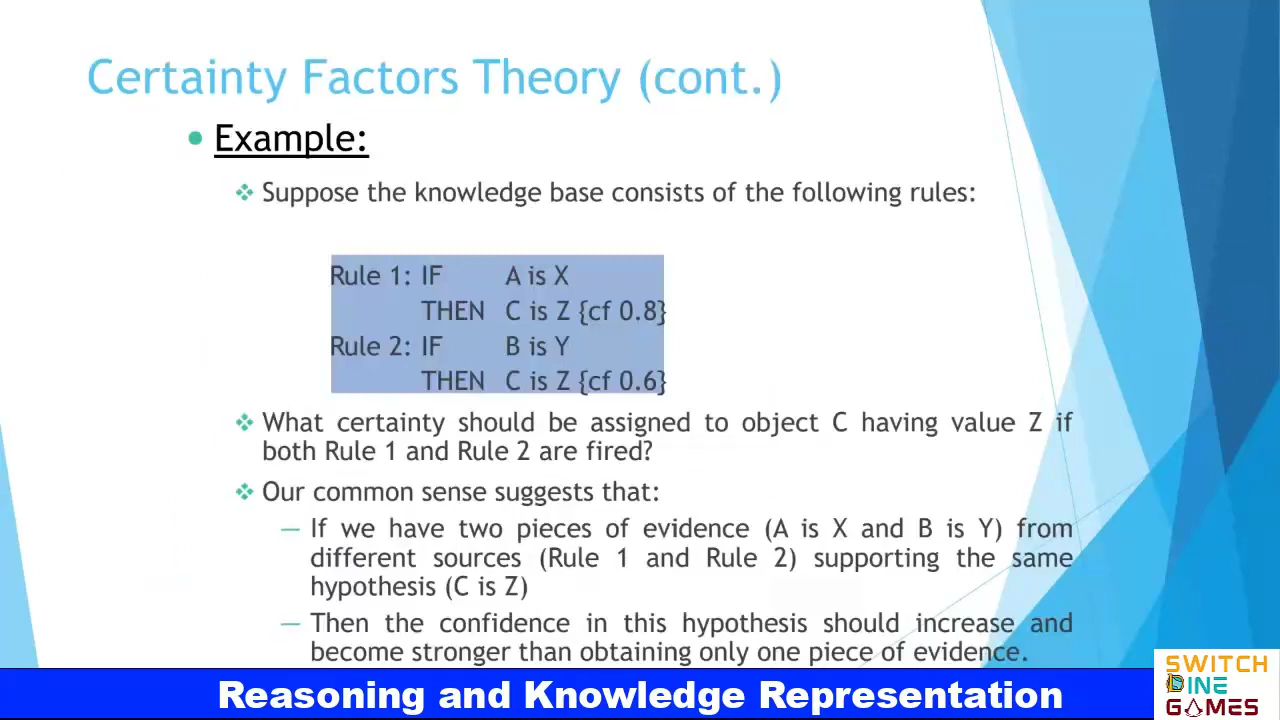 Certainty Factors Theory (cont.)
• Example:
❖ Suppose the knowledge base consists of the following rules:
Rule 1: IF A is X
THEN C is Z {cf 0.8}
Rule 2: IF B is Y
THEN C is Z {cf 0.6}
❖ What certainty should be assigned to object C having value Z if
both Rule 1 and Rule 2 are fired?
❖ Our common sense suggests that:
— If we have two pieces of evidence (A is X and B is Y) from
different sources (Rule 1 and Rule 2) supporting the same
hypothesis (C is Z)
— Then the confidence in this hypothesis should increase and
become stronger than obtaining only one piece of evidence.
Reasoning and Knowledge Representation
SWITCH
2INE
GAMES